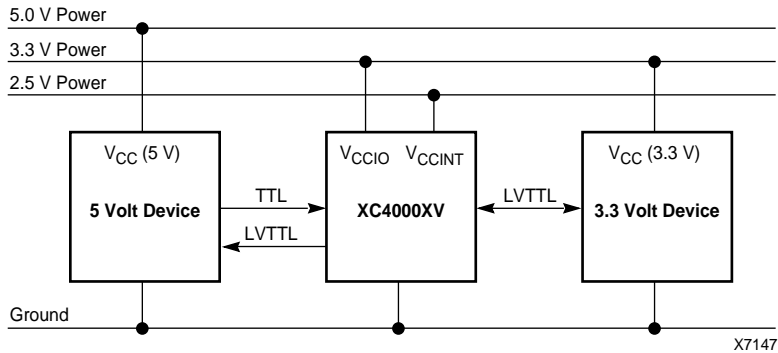 5.0 V Power
3.3 V Power
2.5 V Power
VCC (5 V)
5 Volt Device
TTL
LVTTL
VCCIO VCCINT
XC4000XV
LVTTL
VCC (3.3 V)
3.3 Volt Device
Ground
X7147